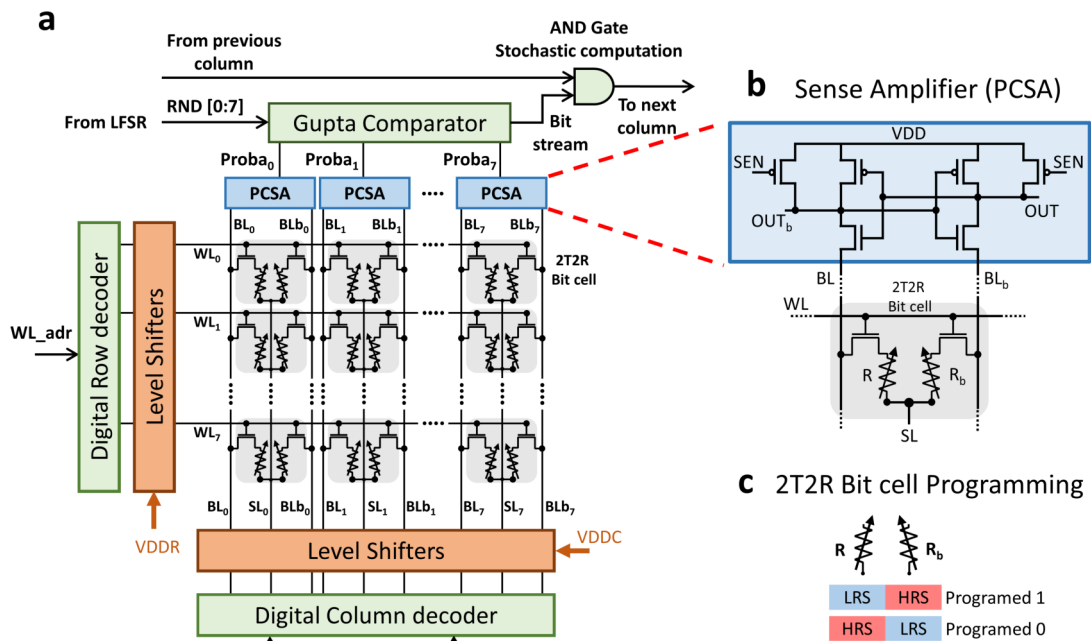 a
From previous
column
AND Gate
Stochastic computation
From LFSR
RND [0:7]
Gupta Comparator
Bit
stream
To next
column
Proba0 Proba1 Proba7
PCSA PCSA PCSA
BL0 BLb0 BL1 BLb1 BL7 BLb7
WL0
2T2R
Bit cell
WL1
WL7
WL_adr
Digital Row decoder
Level Shifters
VDDR
BL0 SL0 BLb0 BL1 SL1 BLb1 BL7 SL7 BLb7
Level Shifters
VDDC
Digital Column decoder
b Sense Amplifier (PCSA)
VDD
SEN SEN
OUTb OUT
BL BLb
WL
2T2R
Bit cell
R Rb
SL
c 2T2R Bit cell Programming
R Rb
LRS HRS Programed 1
HRS LRS Programed 0